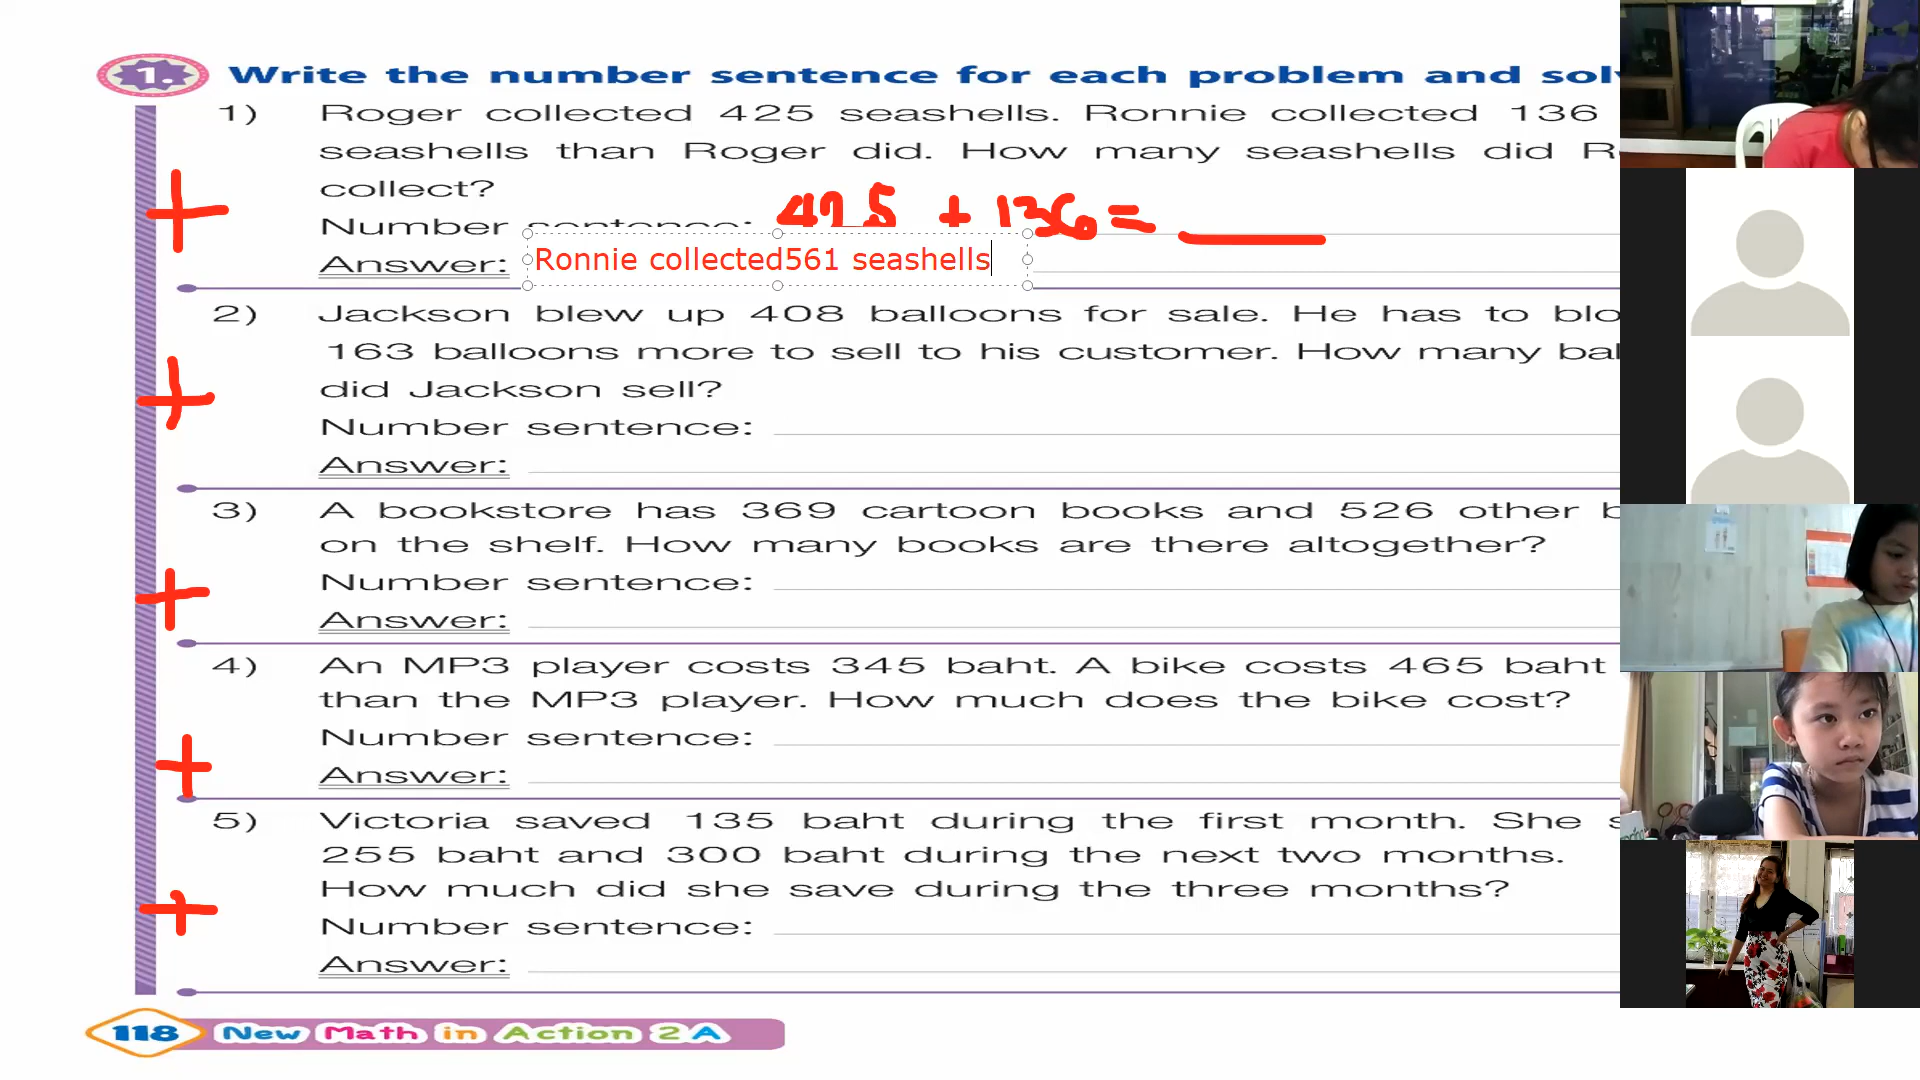 1. Write the number sentence for each problem and sol
1) Roger collected 425 seashells. Ronnie collected 136
seashells than Roger did. How many seashells did R
collect?
Number sentence: 425 + 136 =
Answer: Ronnie collected561 seashells
2) Jackson blew up 408 balloons for sale. He has to blo
163 balloons more to sell to his customer. How many bal
did Jackson sell?
Number sentence:
Answer:
3) A bookstore has 369 cartoon books and 526 other b
on the shelf. How many books are there altogether?
Number sentence:
Answer:
4) An MP3 player costs 345 baht. A bike costs 465 baht
than the MP3 player. How much does the bike cost?
Number sentence:
Answer:
5) Victoria saved 135 baht during the first month. She s
255 baht and 300 baht during the next two months.
How much did she save during the three months?
Number sentence:
Answer:
118 New Math in Action 2A